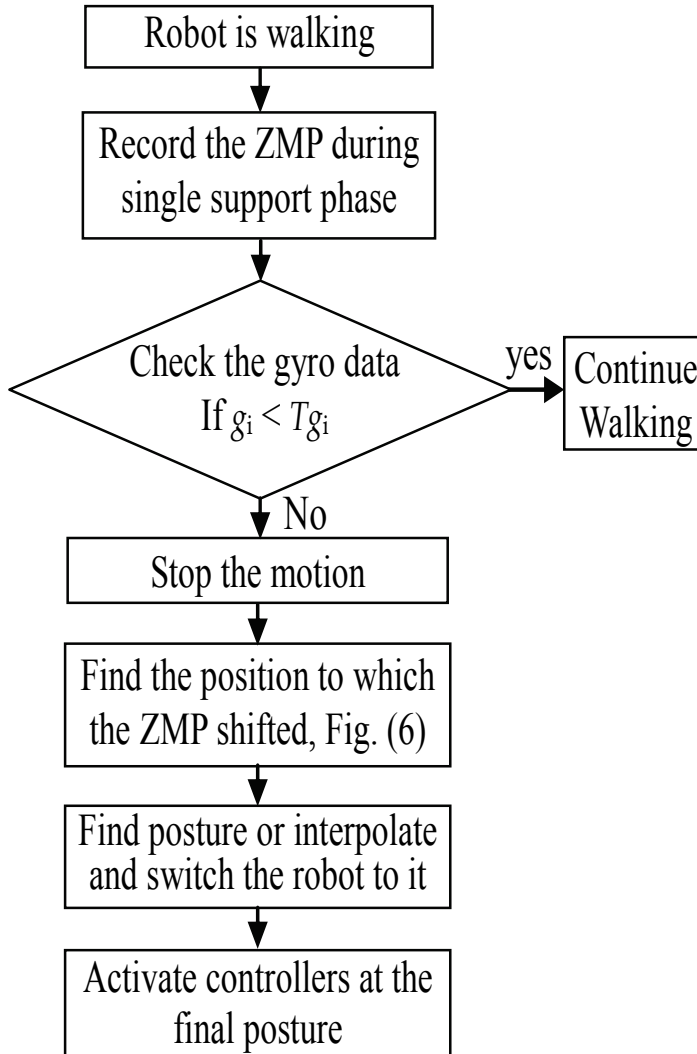 Robot is walking
Record the ZMP during
single support phase
Check the gyro data
If gi < Tgi
yes
Continue
Walking
No
Stop the motion
Find the position to which
the ZMP shifted, Fig. (6)
Find posture or interpolate
and switch the robot to it
Activate controllers at the
final posture